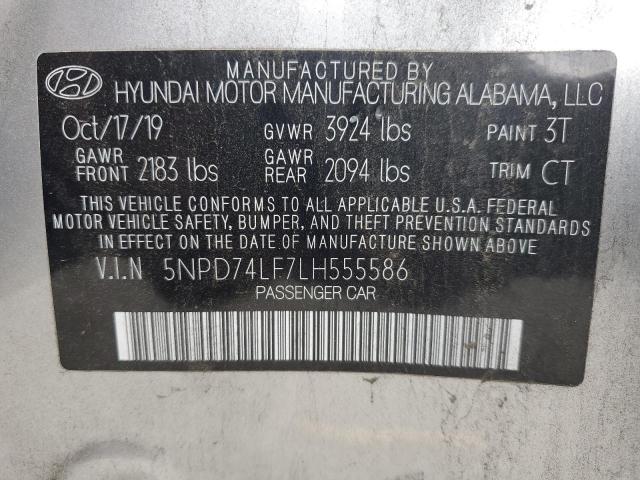 MANUFACTURED BY
HYUNDAI MOTOR MANUFACTURING ALABAMA, LLC
Oct/17/19 GVWR 3924 lbs PAINT 3T
GAWR FRONT 2183 lbs GAWR REAR 2094 lbs TRIM CT
THIS VEHICLE CONFORMS TO ALL APPLICABLE U.S.A. FEDERAL
MOTOR VEHICLE SAFETY, BUMPER, AND THEFT PREVENTION STANDARDS
IN EFFECT ON THE DATE OF MANUFACTURE SHOWN ABOVE
V.I.N 5NPD74LF7LH555586
PASSENGER CAR